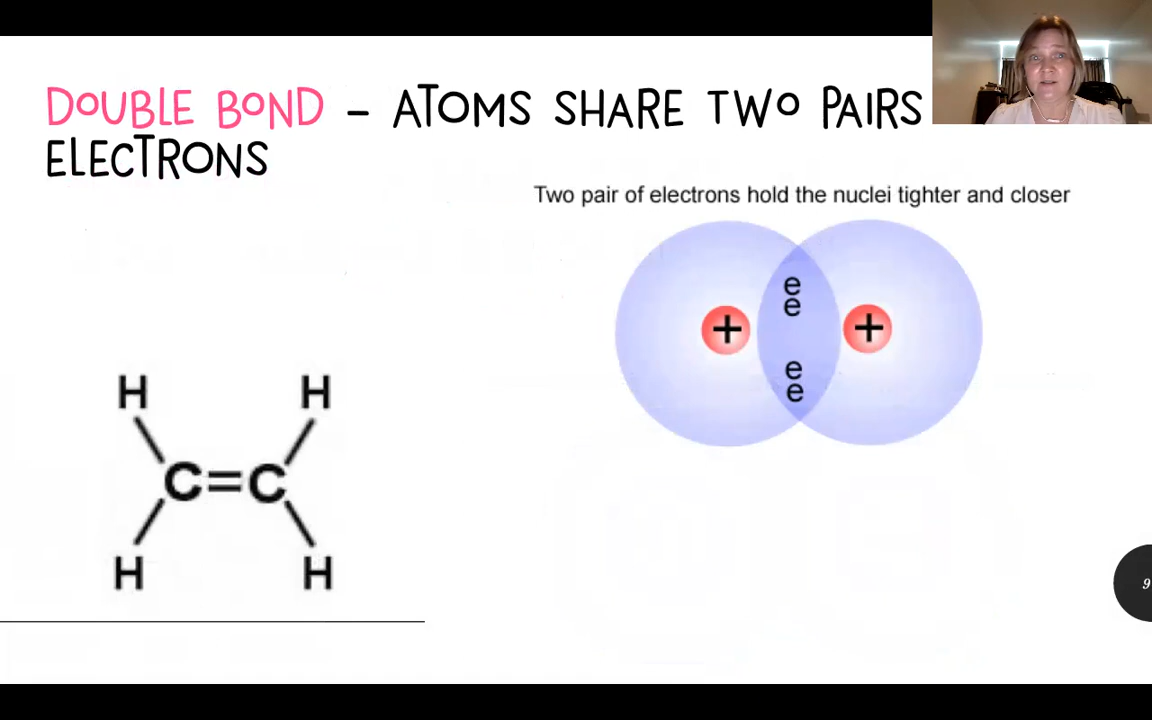 DOUBLE BOND – ATOMS SHARE TWO PAIRS
ELECTRONS
Two pair of electrons hold the nuclei tighter and closer
e
e
+ +
e
e
H H
C=C
H H
9